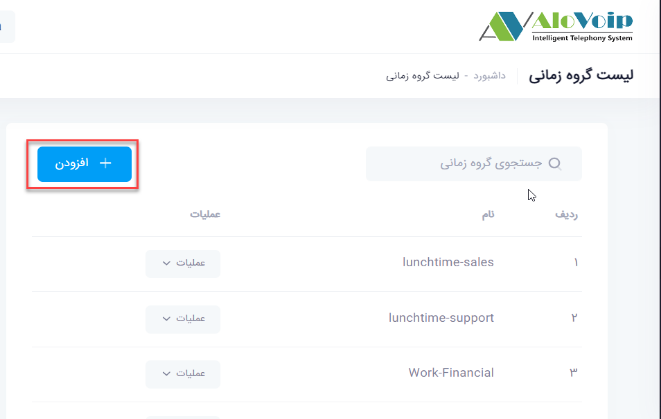 AloVoip
Intelligent Telephony System
لیست گروه زمانی
داشبورد - لیست گروه زمانی
جستجوی گروه زمانی
افزودن
ردیف نام عملیات
۱ lunchtime-sales عملیات
۲ lunchtime-support عملیات
۳ Work-Financial عملیات